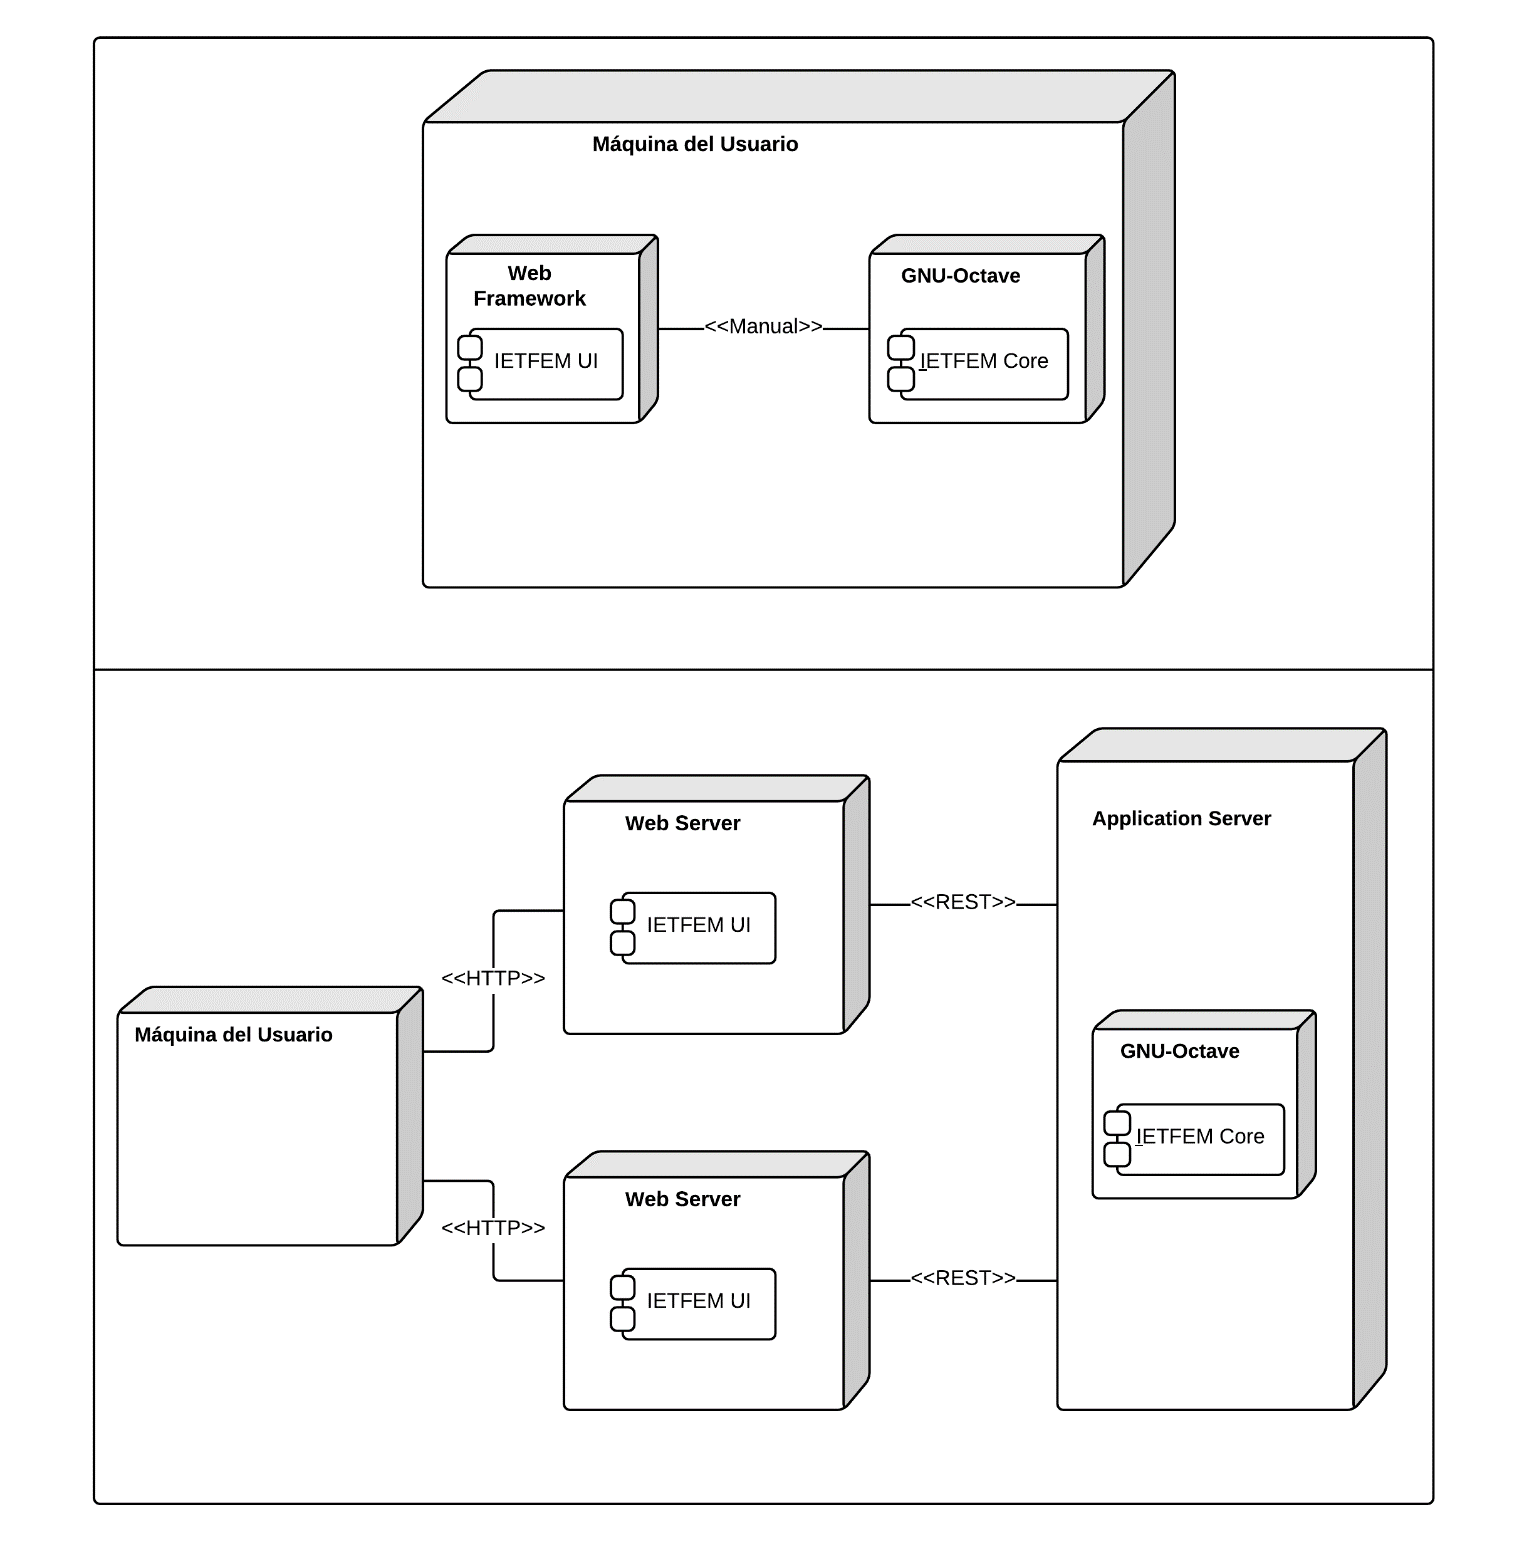 Máquina del Usuario
Web
Framework
IETFEM UI
<<Manual>>
GNU-Octave
IETFEM Core
Web Server
IETFEM UI
<<REST>>
Application Server
<<HTTP>>
Máquina del Usuario
GNU-Octave
IETFEM Core
<<HTTP>>
Web Server
IETFEM UI
<<REST>>